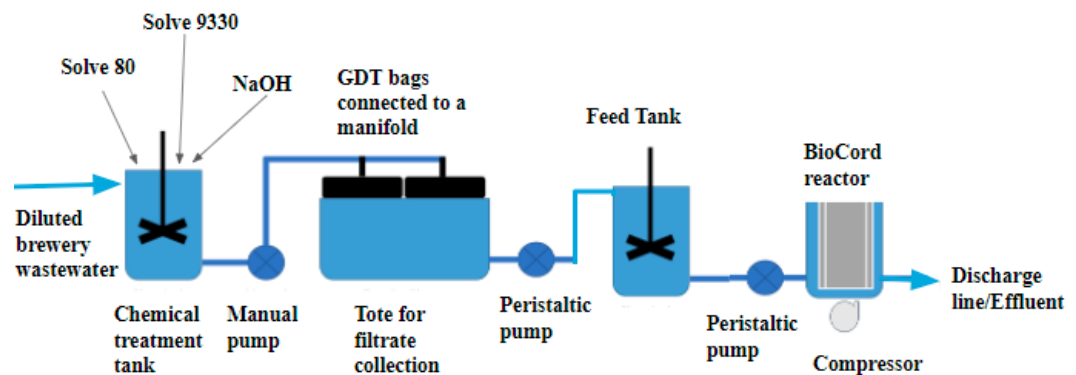 Solve 9330
Solve 80
NaOH
GDT bags
connected to a
manifold
Feed Tank
BioCord
reactor
Diluted
brewery
wastewater
Chemical
treatment
tank
Manual
pump
Tote for
filtrate
collection
Peristaltic
pump
Peristaltic
pump
Compressor
Discharge
line/Effluent